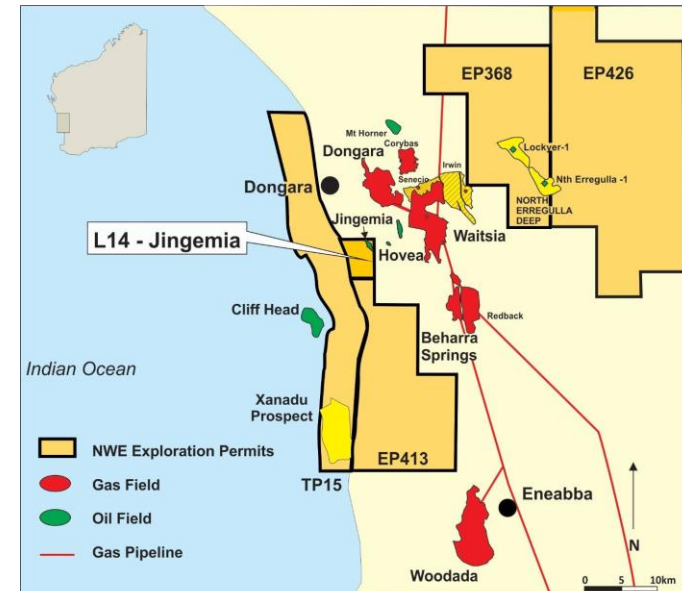 EP368
EP426
Mt Horner
Corybas
Dongara
Lockyer-1
Irwin
Senecio
Nth Erregulla -1
Dongara
NORTH
ERREGULLA
DEEP
Jingemia
Waitsia
L14 - Jingemia
Hovea
Cliff Head
Redback
Beharra
Springs
Indian Ocean
Xanadu
Prospect
NWE Exploration Permits
EP413
Gas Field
TP15
Oil Field
Eneabba
Gas Pipeline
N
Woodada
0 5 10km